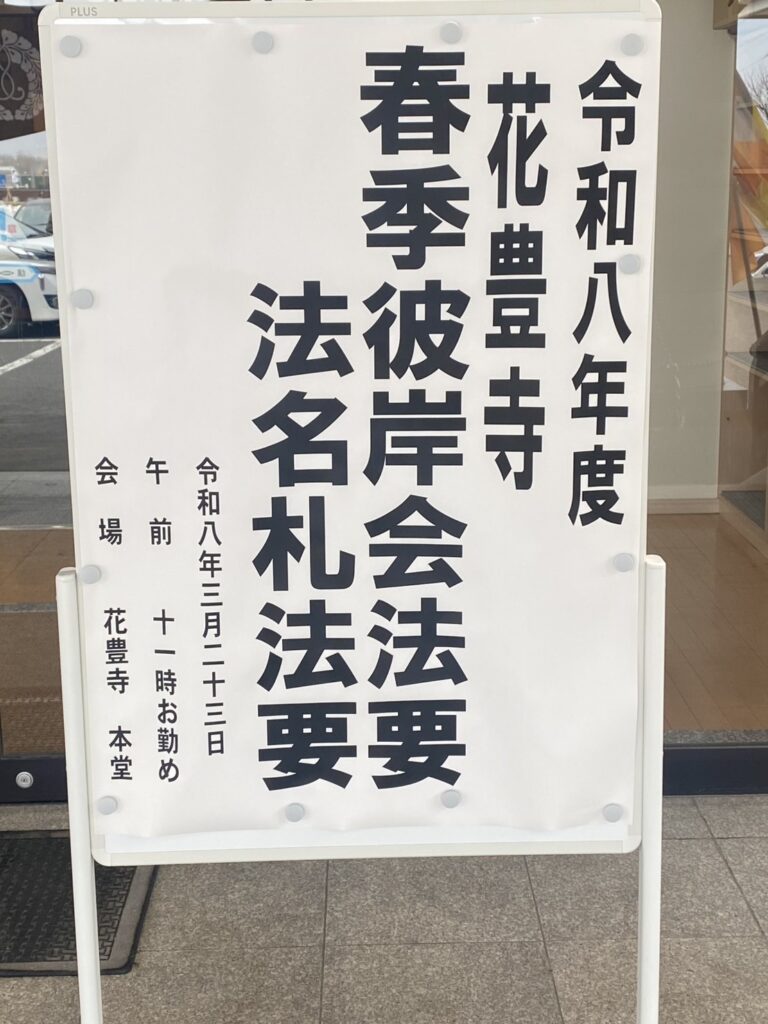 PLUS
令和八年度
花豊寺
春季彼岸会法要
法名札法要
令和八年三月二十三日
午前 十一時お勤め
会場 花豊寺 本堂